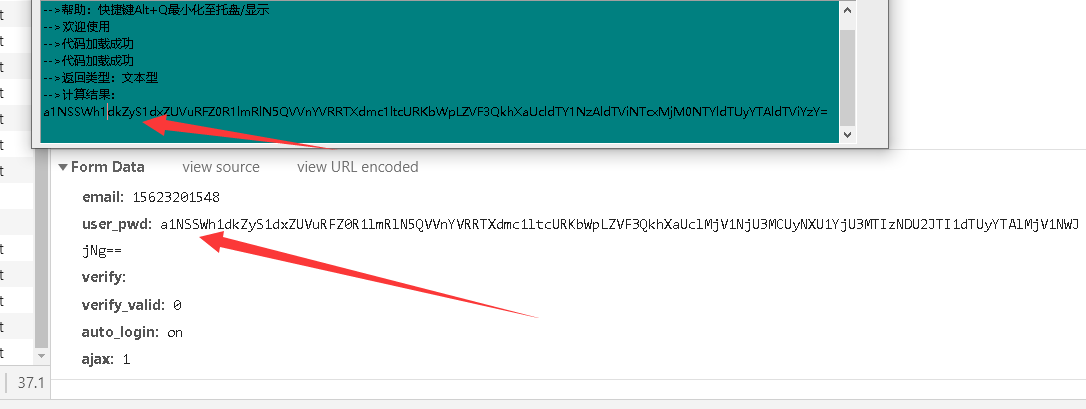 -->帮助：快捷键Alt+Q最小化至托盘/显示
-->欢迎使用
-->代码加载成功
-->代码加载成功
-->返回类型：文本型
-->计算结果：
a1NSSWh1dkZyS1dxZUVuRFZ0R1lmRlN5QVVnYVRRTXdmc1ltcURKbWpLZVF3QkhXaUcldTY1NzAldTViNTcxMjM0NTYldTUyYTAldTViYzY=
Form Data view source view URL encoded
email: 15623201548
user_pwd: a1NSSWh1dkZyS1dxZUVuRFZ0R1lmRlN5QVVnYVRRTXdmc1ltcURKbWpLZVF3QkhXaUclMjV1NjU3MCUyNXU1YjU3MTIzNDU2JTI1dTUyYTAlMjV1NWJ
jNg==
verify:
verify_valid: 0
auto_login: on
ajax: 1
37.1
t
t
t
t
t
t
t
t
t
t
t